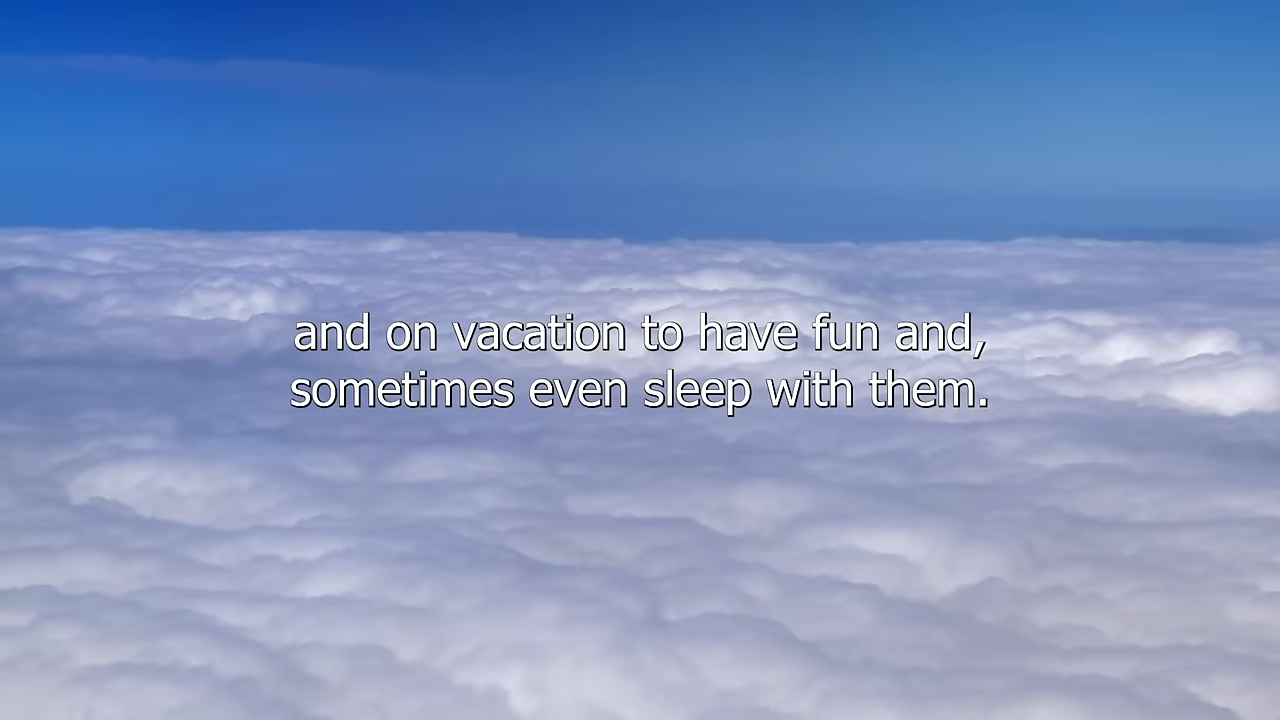 and on vacation to have fun and,
sometimes even sleep with them.